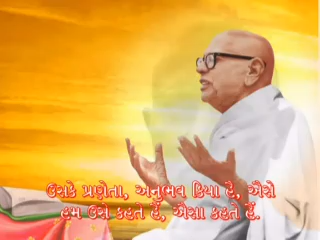 ઉસકે પ્રણેતા, અનુભવ કિયા હૈ, ઐસે
હમ ઉસે કહતે હૈં, ઐસા કહતે હૈં.